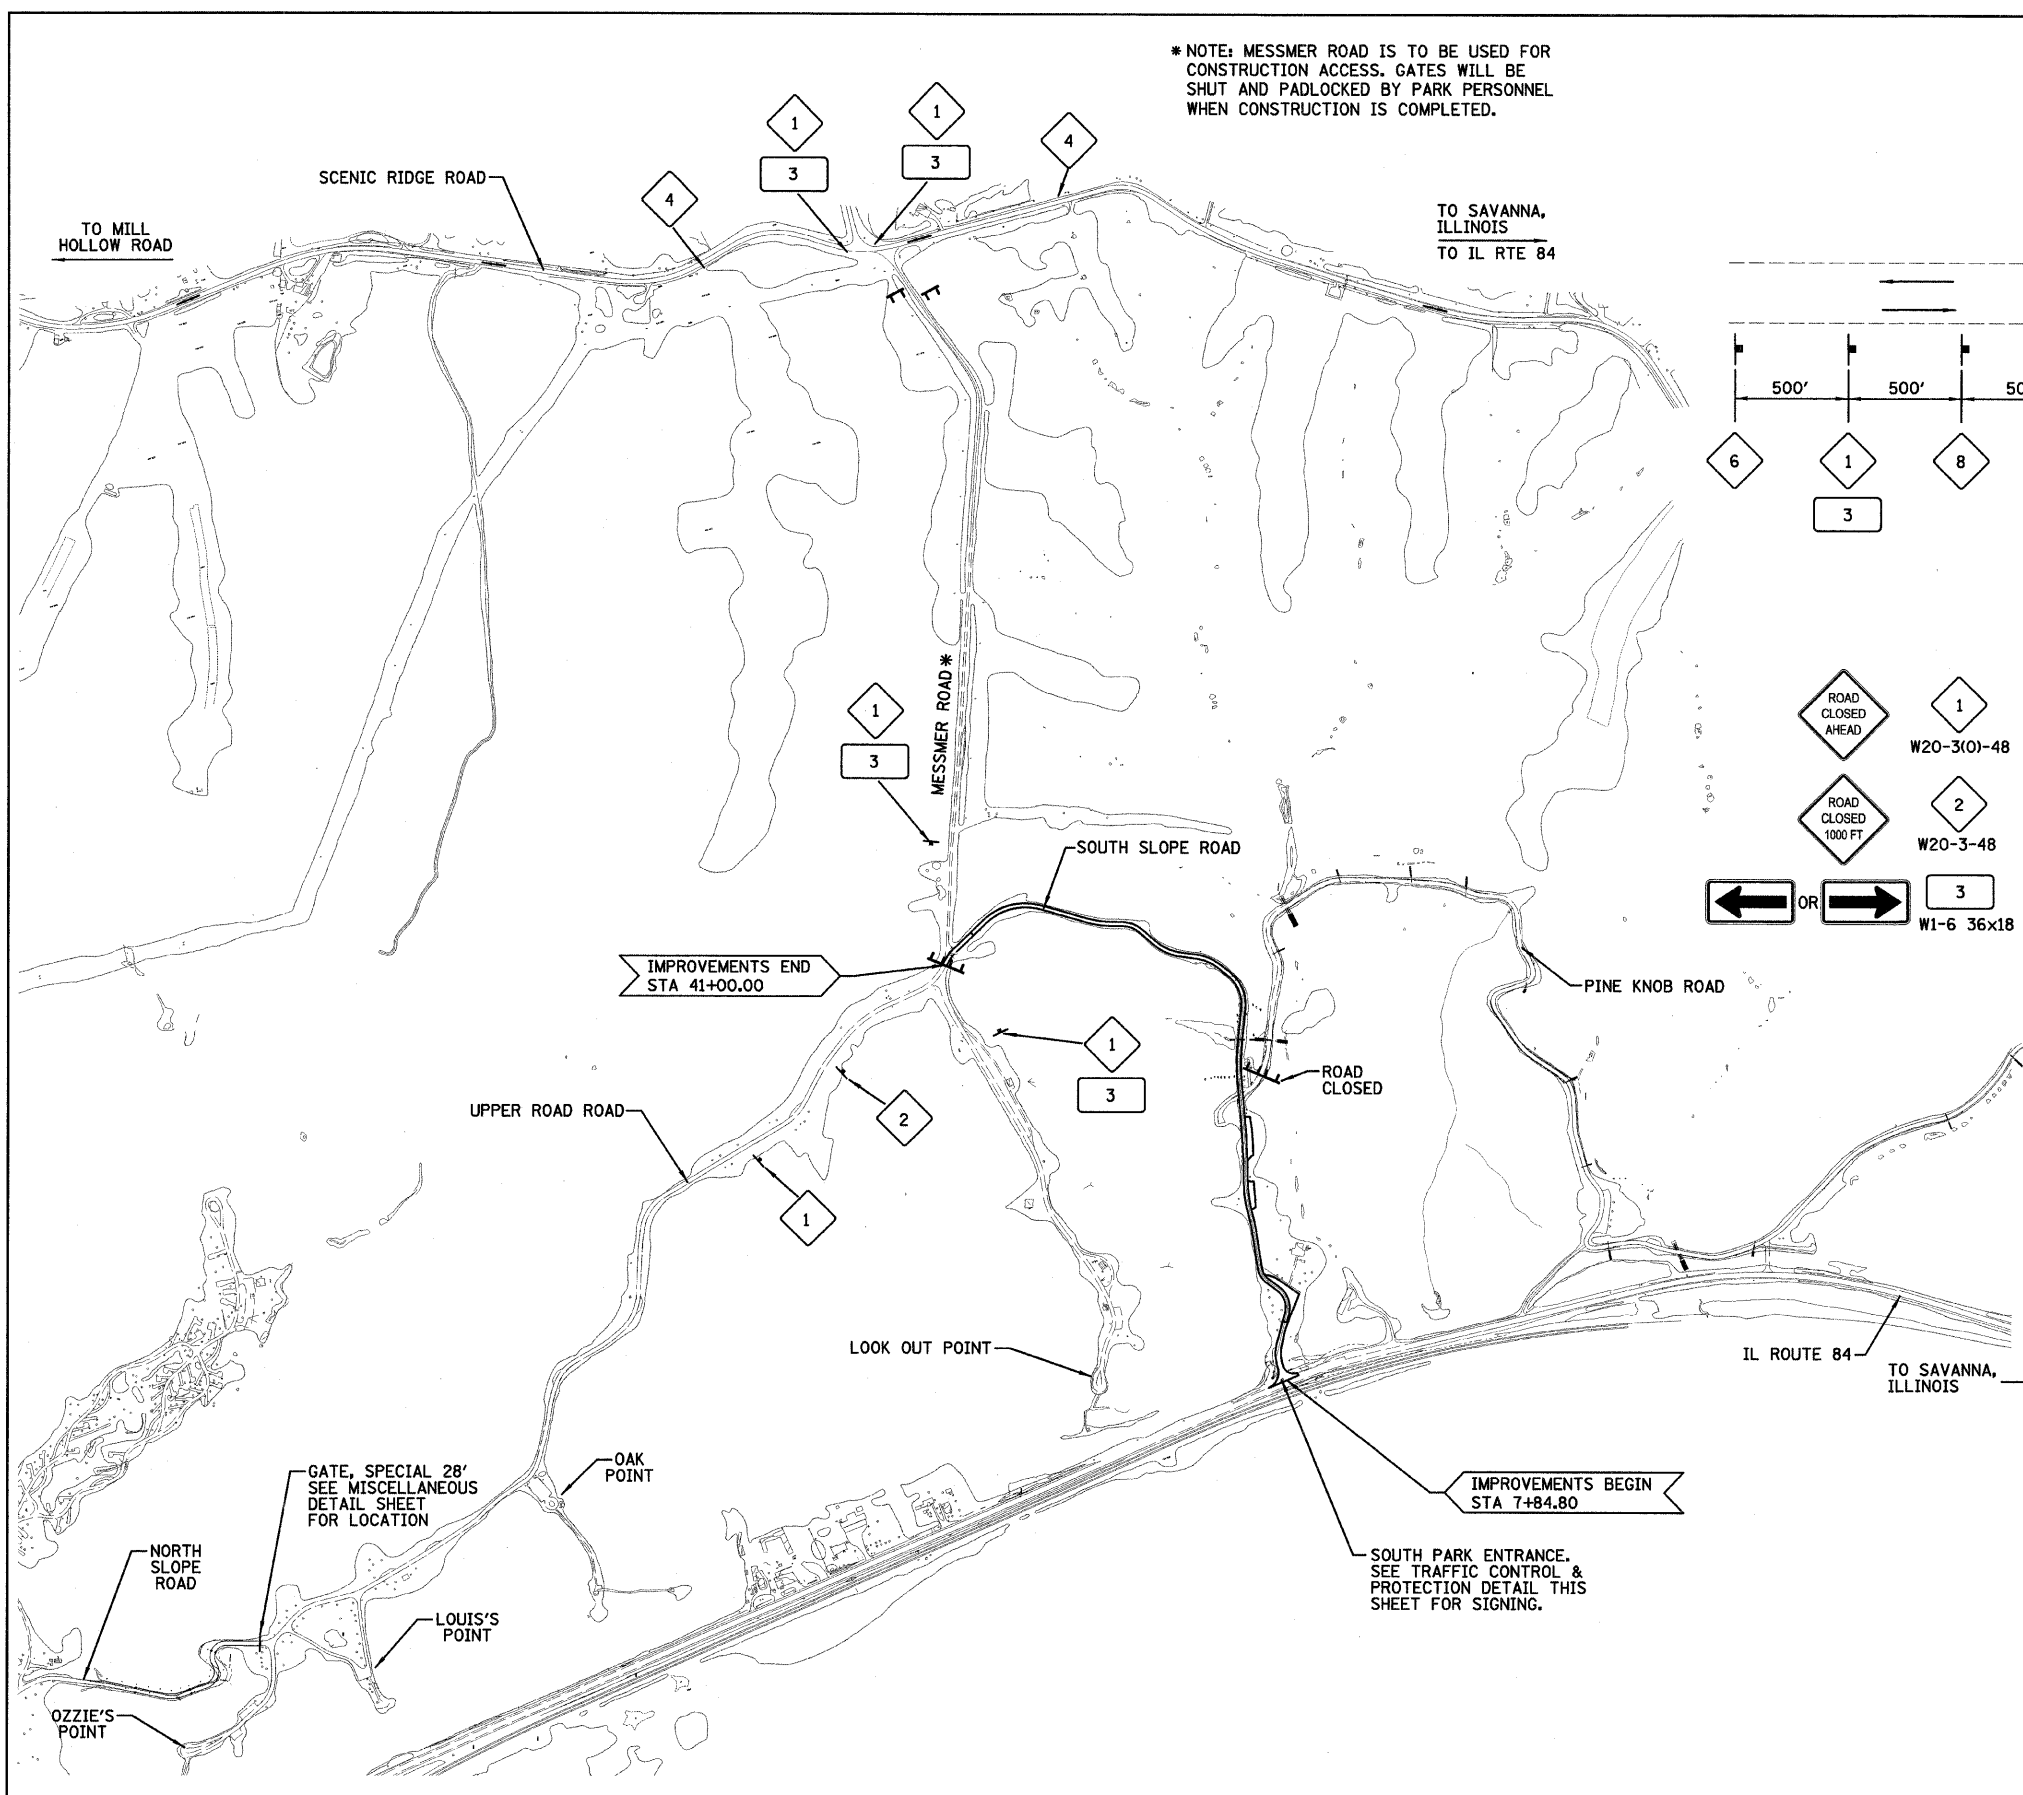 * NOTE: MESSMER ROAD IS TO BE USED FOR
CONSTRUCTION ACCESS. GATES WILL BE
SHUT AND PADLOCKED BY PARK PERSONNEL
WHEN CONSTRUCTION IS COMPLETED.
1
3
1
3
4
4
SCENIC RIDGE ROAD
TO MILL
HOLLOW ROAD
TO SAVANNA,
ILLINOIS
TO IL RTE 84
500'
500'
50
6
1
8
3
MESSMER ROAD *
1
3
ROAD
CLOSED
AHEAD
1
W20-3(O)-48
ROAD
CLOSED
1000 FT
2
W20-3-48
OR
3
W1-6 36x18
SOUTH SLOPE ROAD
IMPROVEMENTS END
STA 41+00.00
PINE KNOB ROAD
1
3
ROAD
CLOSED
UPPER ROAD ROAD
2
1
LOOK OUT POINT
IL ROUTE 84
TO SAVANNA,
ILLINOIS
OAK
POINT
GATE, SPECIAL 28'
SEE MISCELLANEOUS
DETAIL SHEET
FOR LOCATION
IMPROVEMENTS BEGIN
STA 7+84.80
NORTH
SLOPE
ROAD
SOUTH PARK ENTRANCE.
SEE TRAFFIC CONTROL &
PROTECTION DETAIL THIS
SHEET FOR SIGNING.
LOUIS'S
POINT
OZZIE'S
POINT